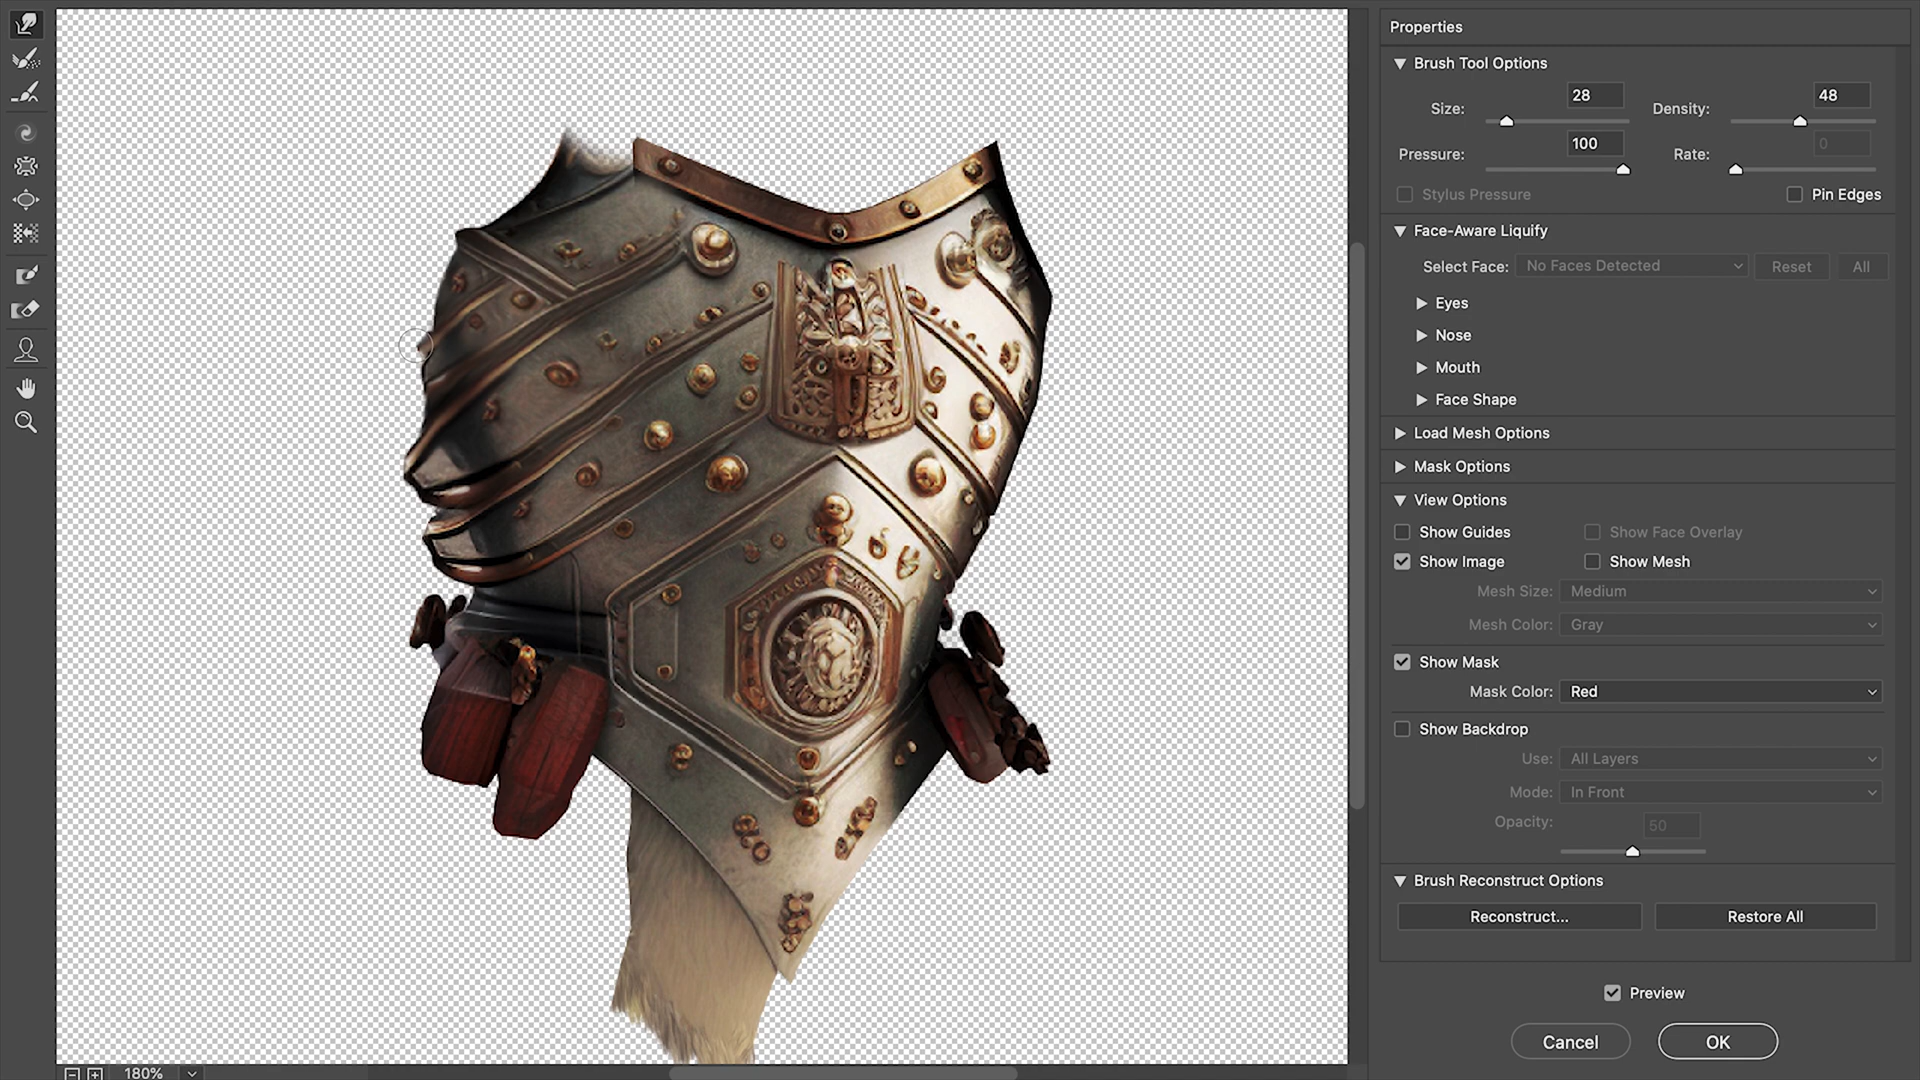 Properties
Brush Tool Options
Size: 28 Density: 48
Pressure: 100 Rate: 0
Stylus Pressure Pin Edges
Face-Aware Liquify
Select Face: No Faces Detected Reset All
Eyes
Nose
Mouth
Face Shape
Load Mesh Options
Mask Options
View Options
Show Guides Show Face Overlay
Show Image Show Mesh
Mesh Size: Medium
Mesh Color: Gray
Show Mask
Mask Color: Red
Show Backdrop
Use: All Layers
Mode: In Front
Opacity: 50
Brush Reconstruct Options
Reconstruct... Restore All
Preview
Cancel OK
180%